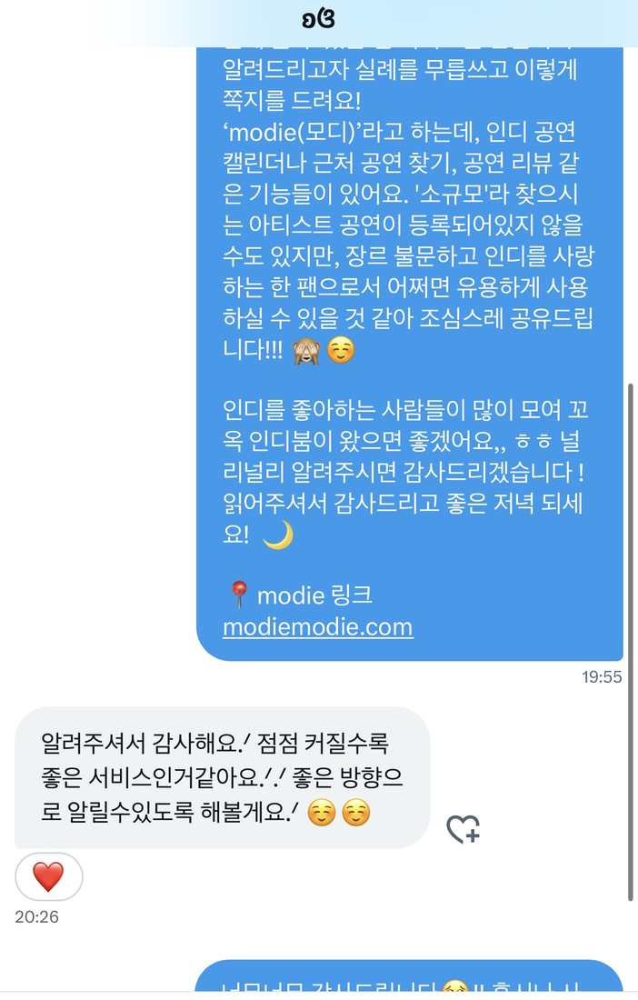 알려드리고자 실례를 무릅쓰고 이렇게
쪽지를 드려요!
‘modie(모디)’라고 하는데, 인디 공연
캘린더나 근처 공연 찾기, 공연 리뷰 같
은 기능들이 있어요. '소규모'라 찾으시
는 아티스트 공연이 등록되어있지 않을
수도 있지만, 장르 불문하고 인디를 사랑
하는 한 팬으로서 어쩌면 유용하게 사용
하실 수 있을 것 같아 조심스레 공유드립
니다!!! 🙈 ☺️
인디를 좋아하는 사람들이 많이 모여 꼬
옥 인디붐이 왔으면 좋겠어요,, ㅎㅎ 널
리널리 알려주시면 감사드리겠습니다 !
읽어주셔서 감사드리고 좋은 저녁 되세
요! 🌙
📍 modie 링크
modiemodie.com
19:55
알려주셔서 감사해요.ᐟ 점점 커질수록
좋은 서비스인거같아요.ᐟ.ᐟ 좋은 방향으
로 알릴수있도록 해볼게요.ᐟ ☺️ ☺️
❤️
20:26
너무너무 감사드립니다🥹!!